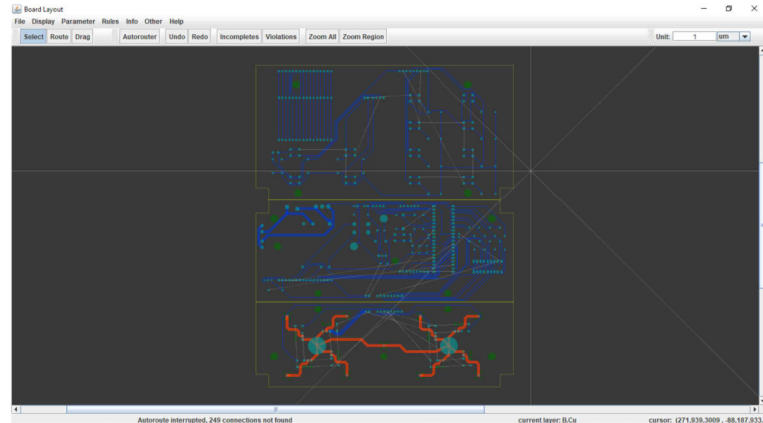 Board Layout
File Display Parameter Rules Info Other Help
Select Route Drag Autorouter Undo Redo Incompletes Violations Zoom All Zoom Region Unit: 1 um
Autoroute interrupted, 249 connections not found current layer: B.Cu cursor: (271,939.3009 , -88,187.933.